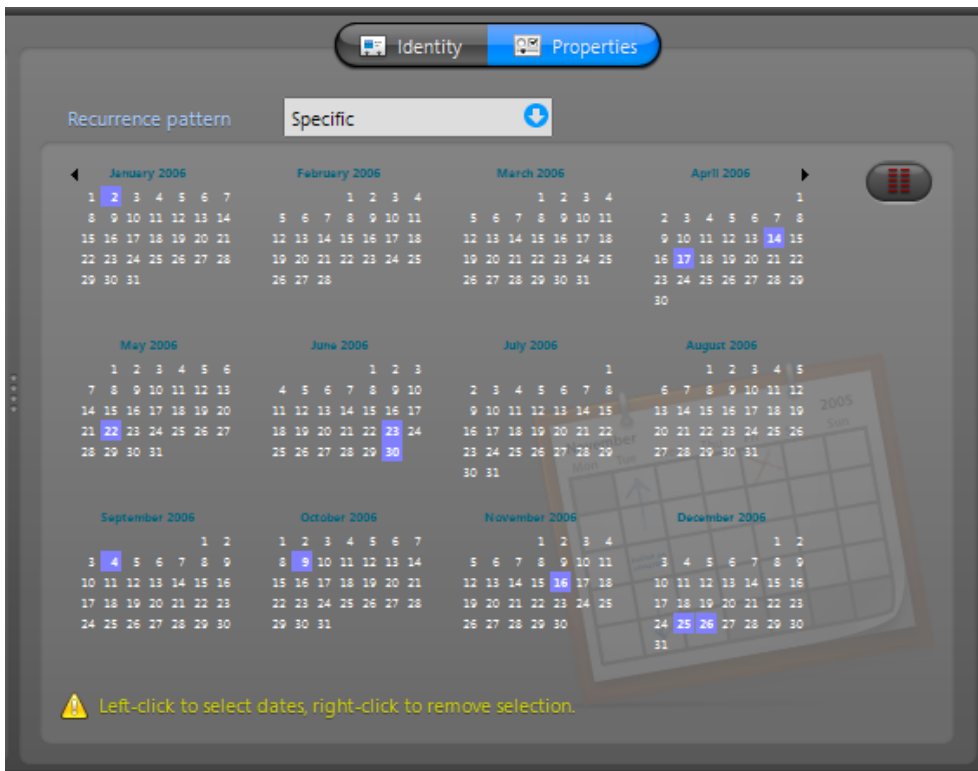 Identity Properties
Recurrence pattern Specific
January 2006 February 2006 March 2006 April 2006
1 2 3 4 5 6 7 1 2 3 4 1 2 3 4 1
8 9 10 11 12 13 14 5 6 7 8 9 10 11 5 6 7 8 9 10 11 2 3 4 5 6 7 8
15 16 17 18 19 20 21 12 13 14 15 16 17 18 12 13 14 15 16 17 18 9 10 11 12 13 14 15
22 23 24 25 26 27 28 19 20 21 22 23 24 25 19 20 21 22 23 24 25 16 17 18 19 20 21 22
29 30 31 26 27 28 26 27 28 29 30 31 23 24 25 26 27 28 29
30
May 2006 June 2006 July 2006 August 2006
1 2 3 4 5 6 1 2 3 1 1 2 3 4 5
7 8 9 10 11 12 13 4 5 6 7 8 9 10 2 3 4 5 6 7 8 6 7 8 9 10 11 12
14 15 16 17 18 19 20 11 12 13 14 15 16 17 9 10 11 12 13 14 15 13 14 15 16 17 18 19
21 22 23 24 25 26 27 18 19 20 21 22 23 24 16 17 18 19 20 21 22 20 21 22 23 24 25 26
28 29 30 31 25 26 27 28 29 30 23 24 25 26 27 28 29 27 28 29 30 31
30 31
2005
November
Sun
Mon Tue
September 2006 October 2006 November 2006 December 2006
1 2 1 2 3 4 5 6 7 1 2 3 4 1 2
3 4 5 6 7 8 9 8 9 10 11 12 13 14 5 6 7 8 9 10 11 3 4 5 6 7 8 9
10 11 12 13 14 15 16 15 16 17 18 19 20 21 12 13 14 15 16 17 18 10 11 12 13 14 15 16
17 18 19 20 21 22 23 22 23 24 25 26 27 28 19 20 21 22 23 24 25 17 18 19 20 21 22 23
24 25 26 27 28 29 30 29 30 31 26 27 28 29 30 24 25 26 27 28 29 30
31
Left-click to select dates, right-click to remove selection.